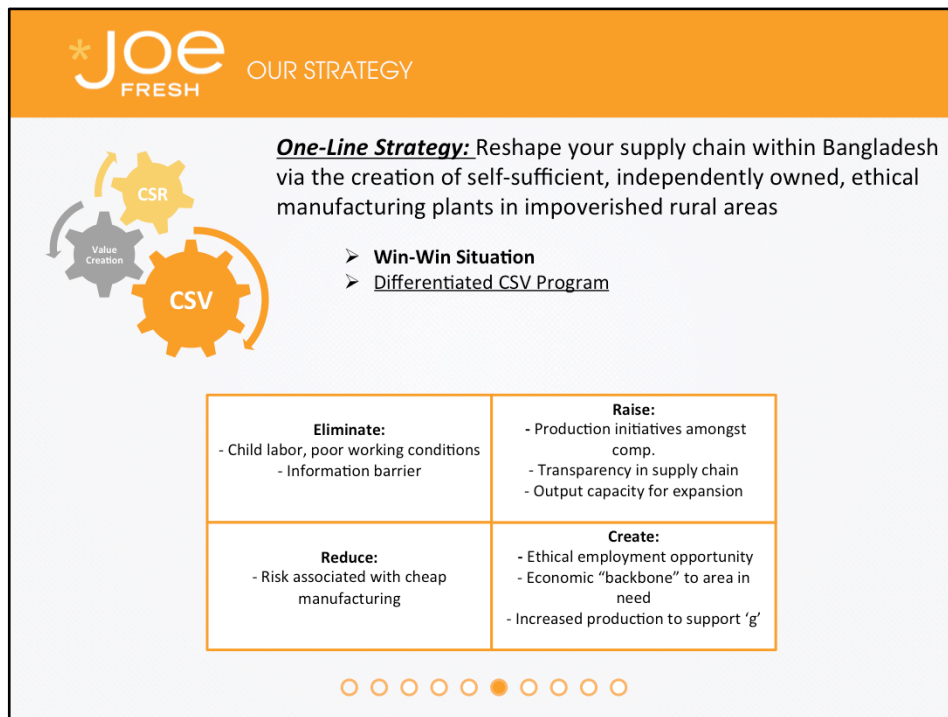 *Joe
FRESH
OUR STRATEGY
CSR
Value
Creation
CSV
One-Line Strategy: Reshape your supply chain within Bangladesh
via the creation of self-sufficient, independently owned, ethical
manufacturing plants in impoverished rural areas
➢ Win-Win Situation
➢ Differentiated CSV Program
Eliminate:
- Child labor, poor working conditions
- Information barrier
Raise:
- Production initiatives amongst
comp.
- Transparency in supply chain
- Output capacity for expansion
Reduce:
- Risk associated with cheap
manufacturing
Create:
- Ethical employment opportunity
- Economic “backbone” to area in
need
- Increased production to support ‘g’